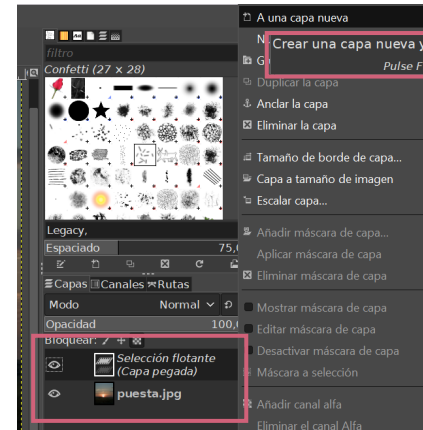 filtro
Confetti (27 × 28)
Legacy,
Espaciado 75,
Capas Canales Rutas
Modo Normal
Opacidad 100,
Bloquear:
Selección flotante
(Capa pegada)
puesta.jpg
A una capa nueva
Crear una capa nueva y
Pulse F
Duplicar la capa
Anclar la capa
Eliminar la capa
Tamaño de borde de capa...
Capa a tamaño de imagen
Escalar capa...
Añadir máscara de capa...
Aplicar máscara de capa
Eliminar máscara de capa
Mostrar máscara de capa
Editar máscara de capa
Desactivar máscara de capa
Máscara a selección
Añadir canal alfa
Eliminar el canal Alfa